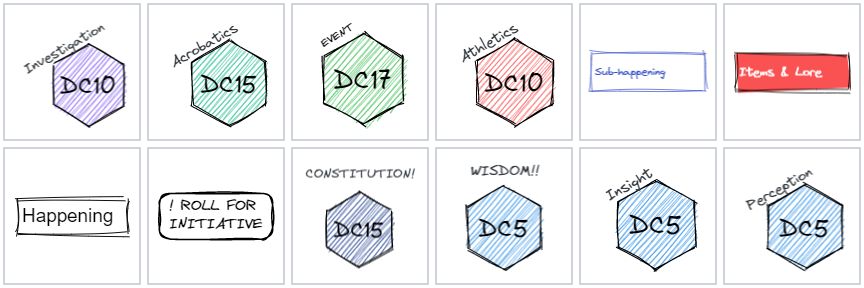 Investigation
DC10
Acrobatics
DC15
EVENT
DC17
Athletics
DC10
Sub-happening
Items & Lore
Happening
! ROLL FOR
INITIATIVE
CONSTITUTION!
DC15
WISDOM!!
DC5
Insight
DC5
Perception
DC5